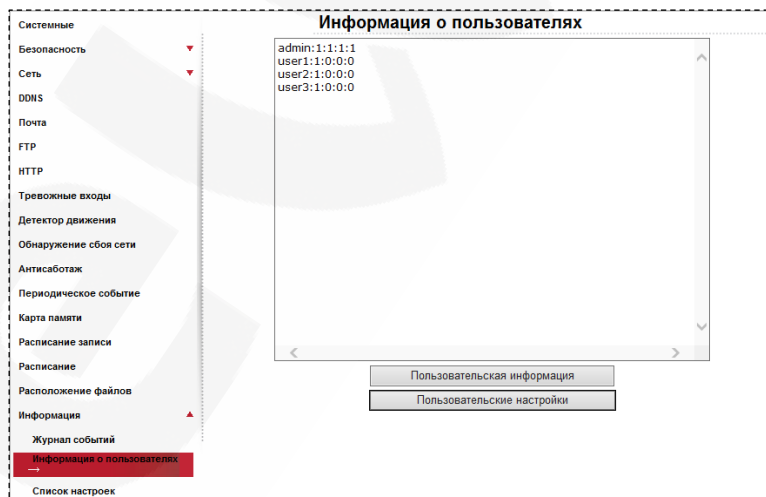 Системные
Безопасность
Сеть
DDNS
Почта
FTP
HTTP
Тревожные входы
Детектор движения
Обнаружение сбоя сети
Антисаботаж
Периодическое событие
Карта памяти
Расписание записи
Расписание
Расположение файлов
Информация
Журнал событий
Информация о пользователях
Список настроек
Информация о пользователях
admin:1:1:1:1
user1:1:0:0:0
user2:1:0:0:0
user3:1:0:0:0
Пользовательская информация
Пользовательские настройки